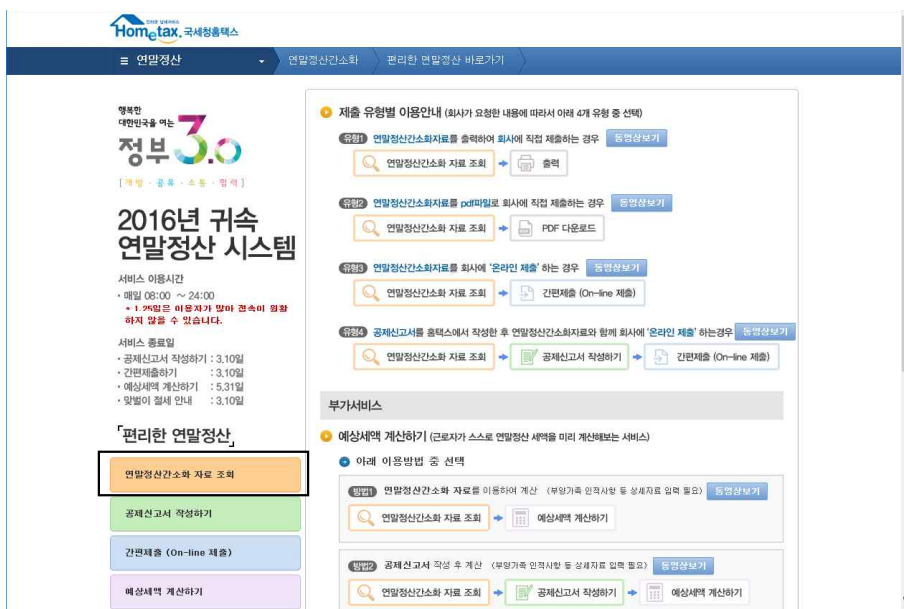 Hometax. 국세청홈택스
≡ 연말정산
연말정산간소화
편리한 연말정산 바로가기
행복한
대한민국을 여는
정부3.0
[개방·공유·소통·협력]
2016년 귀속
연말정산 시스템
서비스 이용시간
· 매일 08:00 ~ 24:00
* 1.25일은 이용자가 많아 접속이 원활
하지 않을 수 있습니다.
서비스 종료일
· 공제신고서 작성하기 : 3.10일
· 간편제출하기 : 3.10일
· 예상세액 계산하기 : 5.31일
· 맞벌이 절세 안내 : 3.10일
「편리한 연말정산」
연말정산간소화 자료 조회
공제신고서 작성하기
간편제출 (On-line 제출)
예상세액 계산하기
제출 유형별 이용안내 (회사가 요청한 내용에 따라서 아래 4개 유형 중 선택)
유형1 연말정산간소화자료를 출력하여 회사에 직접 제출하는 경우 동영상보기
연말정산간소화 자료 조회 출력
유형2 연말정산간소화자료를 pdf파일로 회사에 직접 제출하는 경우 동영상보기
연말정산간소화 자료 조회 PDF 다운로드
유형3 연말정산간소화자료를 회사에 '온라인 제출' 하는 경우 동영상보기
연말정산간소화 자료 조회 간편제출 (On-line 제출)
유형4 공제신고서를 홈택스에서 작성한 후 연말정산간소화자료와 함께 회사에 '온라인 제출' 하는경우 동영상보기
연말정산간소화 자료 조회 공제신고서 작성하기 간편제출 (On-line 제출)
부가서비스
예상세액 계산하기 (근로자가 스스로 연말정산 세액을 미리 계산해보는 서비스)
아래 이용방법 중 선택
방법1 연말정산간소화 자료를 이용하여 계산 (부양가족 인적사항 등 상세자료 입력 필요) 동영상보기
연말정산간소화 자료 조회 예상세액 계산하기
방법2 공제신고서 작성 후 계산 (부양가족 인적사항 등 상세자료 입력 필요) 동영상보기
연말정산간소화 자료 조회 공제신고서 작성하기 예상세액 계산하기